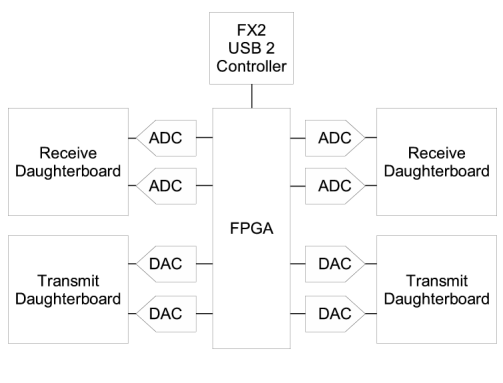 FX2
USB 2
Controller
ADC
ADC
Receive
Daughterboard
ADC
ADC
Receive
Daughterboard
FPGA
DAC
DAC
Transmit
Daughterboard
DAC
DAC
Transmit
Daughterboard